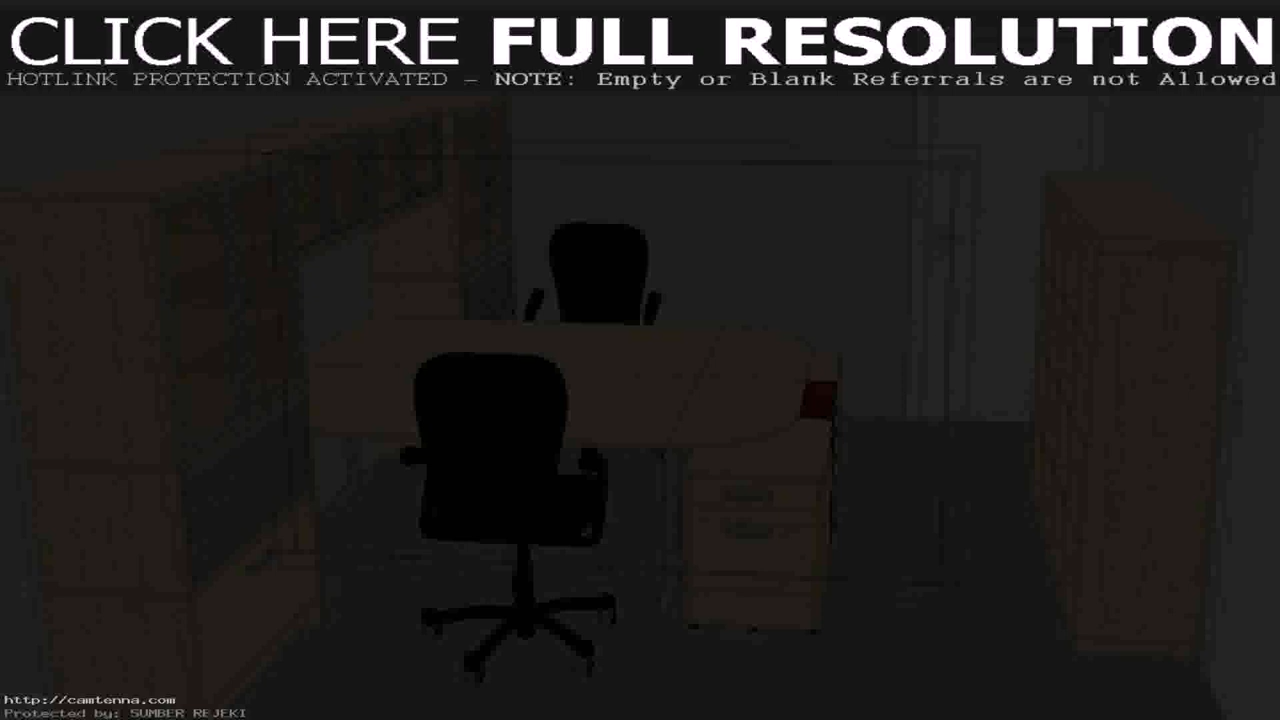 CLICK HERE FULL RESOLUTION
HOTLINK PROTECTION ACTIVATED - NOTE: Empty or Blank Referrals are not Allowed
http://camtenna.com
Protected by: SUMBER REJEKI